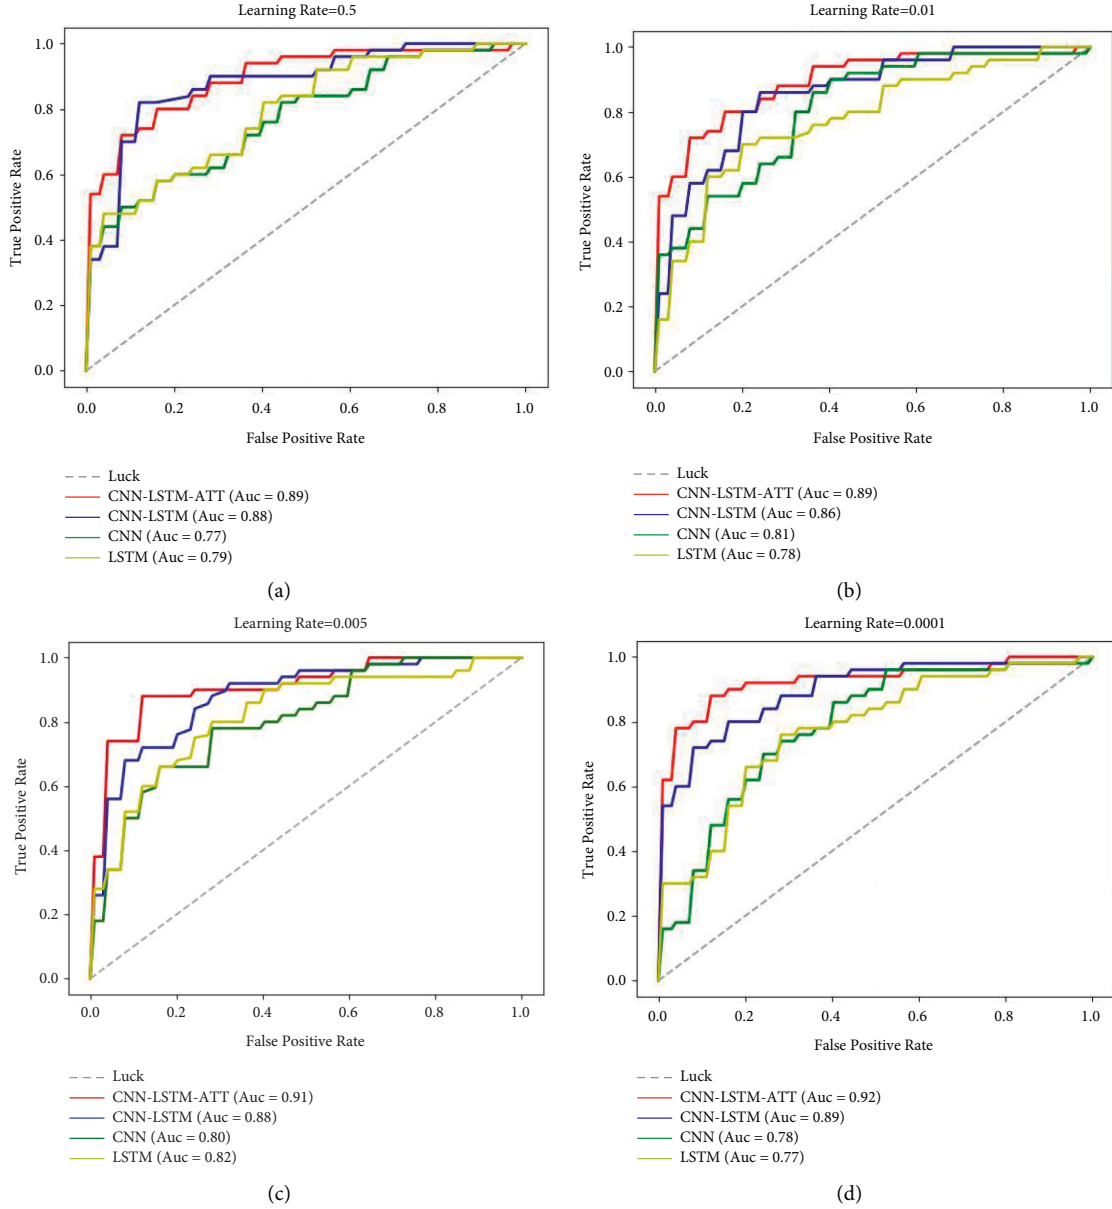 Learning Rate=0.5
True Positive Rate
1.0
0.8
0.6
0.4
0.2
0.0
0.0 0.2 0.4 0.6 0.8 1.0
False Positive Rate
Luck
CNN-LSTM-ATT (Auc = 0.89)
CNN-LSTM (Auc = 0.88)
CNN (Auc = 0.77)
LSTM (Auc = 0.79)
(a)
Learning Rate=0.01
True Positive Rate
1.0
0.8
0.6
0.4
0.2
0.0
0.0 0.2 0.4 0.6 0.8 1.0
False Positive Rate
Luck
CNN-LSTM-ATT (Auc = 0.89)
CNN-LSTM (Auc = 0.86)
CNN (Auc = 0.81)
LSTM (Auc = 0.78)
(b)
Learning Rate=0.005
True Positive Rate
1.0
0.8
0.6
0.4
0.2
0.0
0.0 0.2 0.4 0.6 0.8 1.0
False Positive Rate
Luck
CNN-LSTM-ATT (Auc = 0.91)
CNN-LSTM (Auc = 0.88)
CNN (Auc = 0.80)
LSTM (Auc = 0.82)
(c)
Learning Rate=0.0001
True Positive Rate
1.0
0.8
0.6
0.4
0.2
0.0
0.0 0.2 0.4 0.6 0.8 1.0
False Positive Rate
Luck
CNN-LSTM-ATT (Auc = 0.92)
CNN-LSTM (Auc = 0.89)
CNN (Auc = 0.78)
LSTM (Auc = 0.77)
(d)